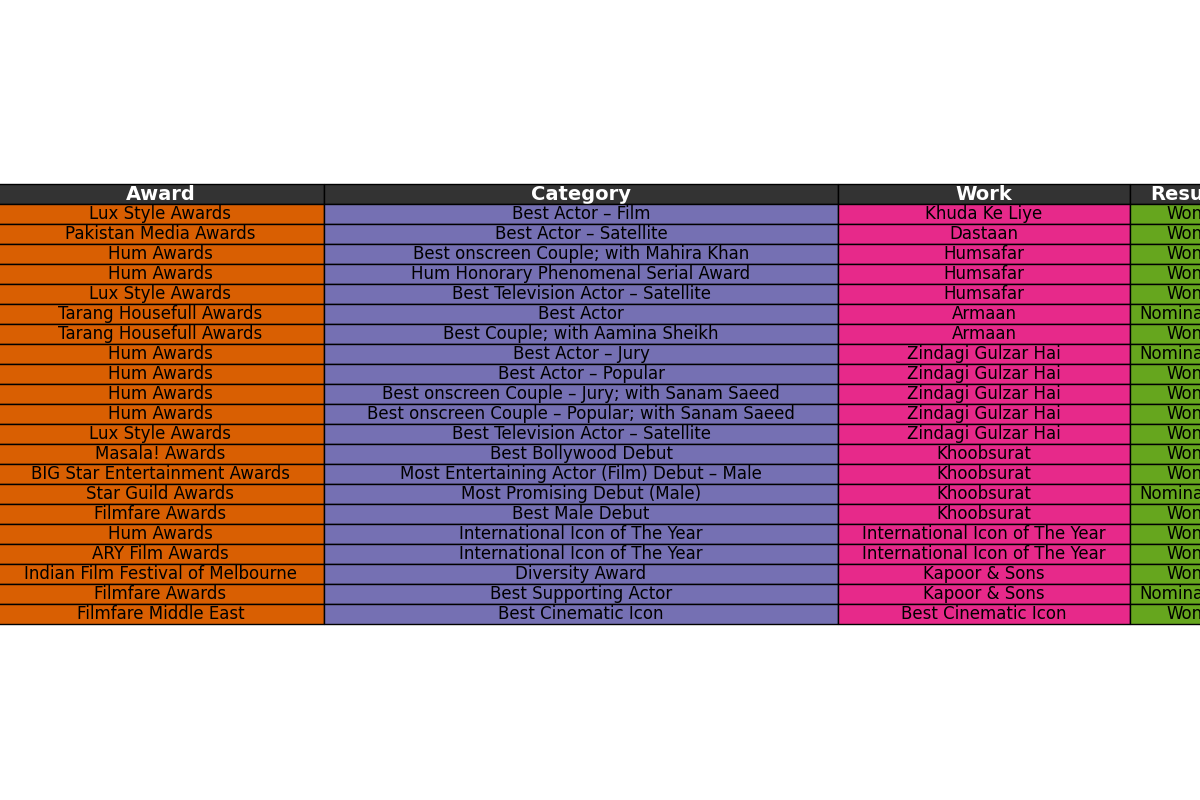 Award Category Work Resu
Lux Style Awards Best Actor – Film Khuda Ke Liye Won
Pakistan Media Awards Best Actor – Satellite Dastaan Won
Hum Awards Best onscreen Couple; with Mahira Khan Humsafar Won
Hum Awards Hum Honorary Phenomenal Serial Award Humsafar Won
Lux Style Awards Best Television Actor – Satellite Humsafar Won
Tarang Housefull Awards Best Actor Armaan Nomina
Tarang Housefull Awards Best Couple; with Aamina Sheikh Armaan Won
Hum Awards Best Actor – Jury Zindagi Gulzar Hai Nomina
Hum Awards Best Actor – Popular Zindagi Gulzar Hai Won
Hum Awards Best onscreen Couple – Jury; with Sanam Saeed Zindagi Gulzar Hai Won
Hum Awards Best onscreen Couple – Popular; with Sanam Saeed Zindagi Gulzar Hai Won
Lux Style Awards Best Television Actor – Satellite Zindagi Gulzar Hai Won
Masala! Awards Best Bollywood Debut Khoobsurat Won
BIG Star Entertainment Awards Most Entertaining Actor (Film) Debut – Male Khoobsurat Won
Star Guild Awards Most Promising Debut (Male) Khoobsurat Nomina
Filmfare Awards Best Male Debut Khoobsurat Won
Hum Awards International Icon of The Year International Icon of The Year Won
ARY Film Awards International Icon of The Year International Icon of The Year Won
Indian Film Festival of Melbourne Diversity Award Kapoor & Sons Won
Filmfare Awards Best Supporting Actor Kapoor & Sons Nomina
Filmfare Middle East Best Cinematic Icon Best Cinematic Icon Won